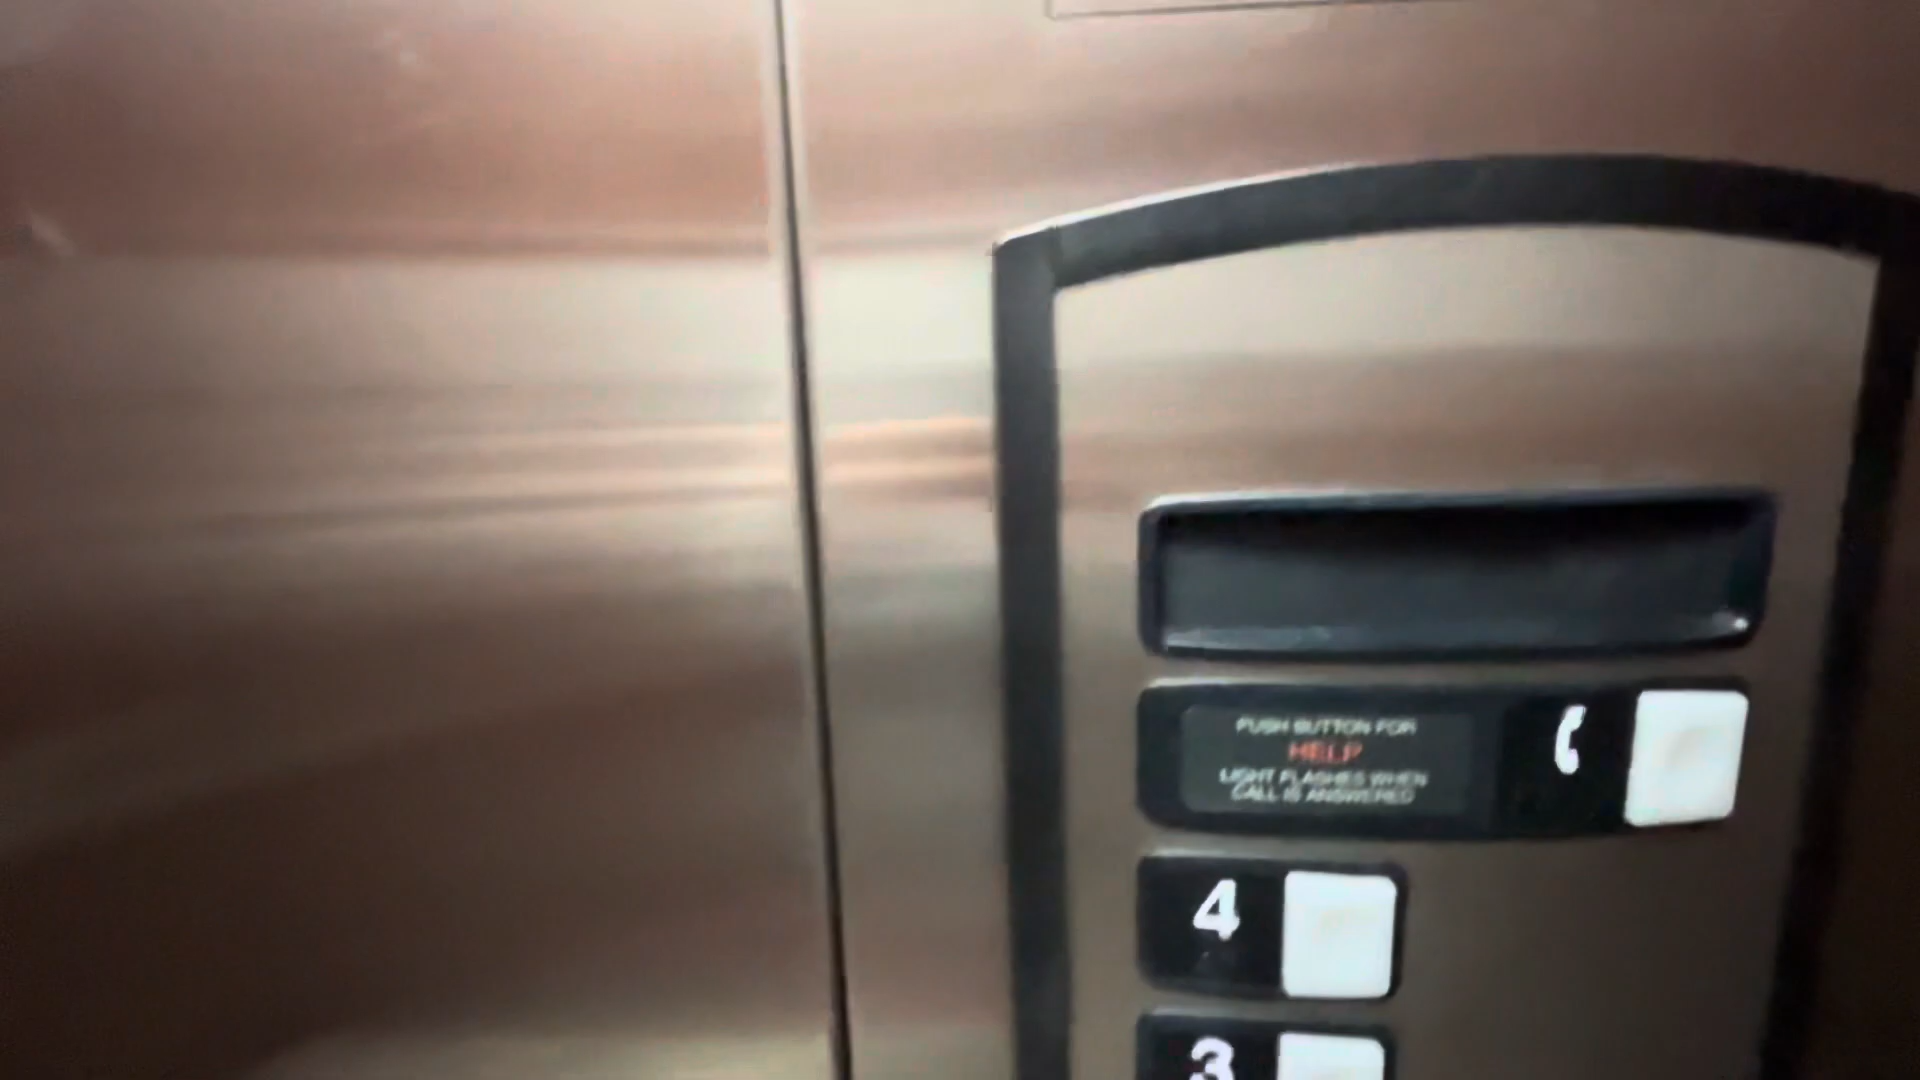 PUSH BUTTON FOR
HELP
LIGHT FLASHES WHEN
CALL IS ANSWERED
4
3